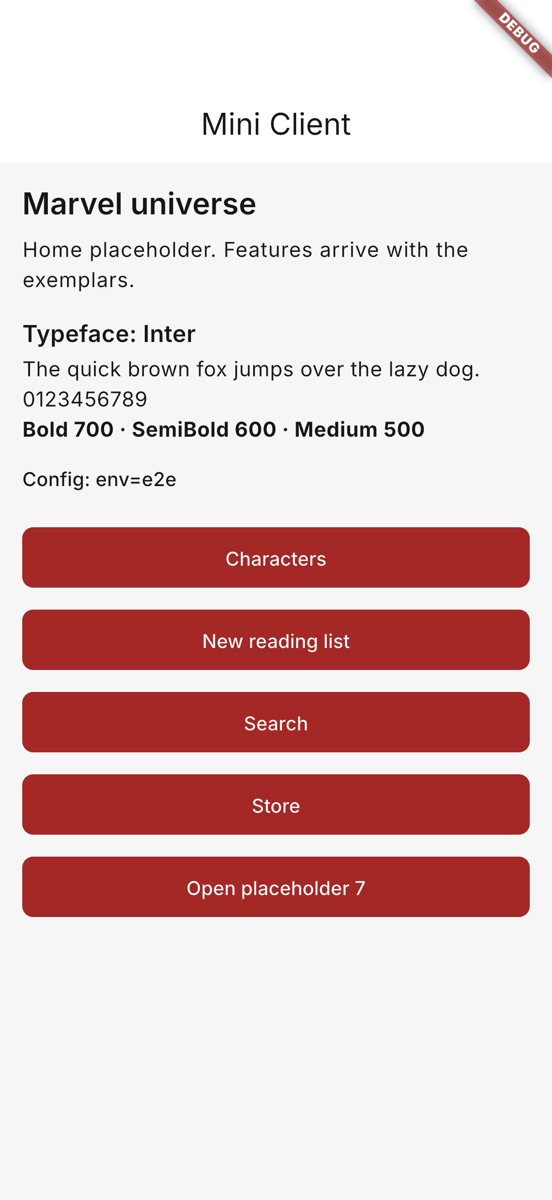 DEBUG
Mini Client
Marvel universe
Home placeholder. Features arrive with the
exemplars.
Typeface: Inter
The quick brown fox jumps over the lazy dog.
0123456789
Bold 700 · SemiBold 600 · Medium 500
Config: env=e2e
Characters
New reading list
Search
Store
Open placeholder 7